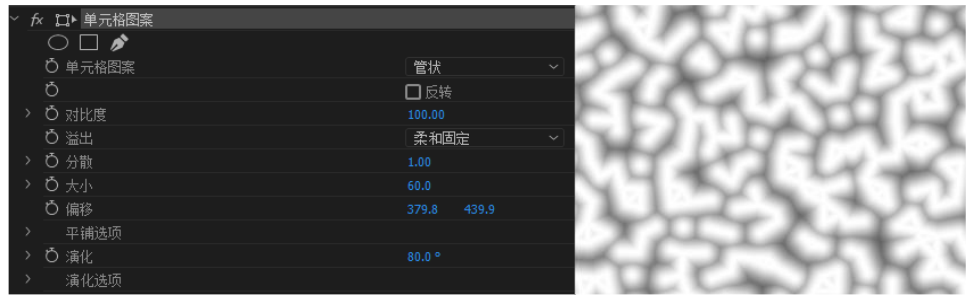 fx 单元格图案
单元格图案 管状
反转
对比度 100.00
溢出 柔和固定
分散 1.00
大小 60.0
偏移 379.8 439.9
平铺选项
演化 80.0 °
演化选项